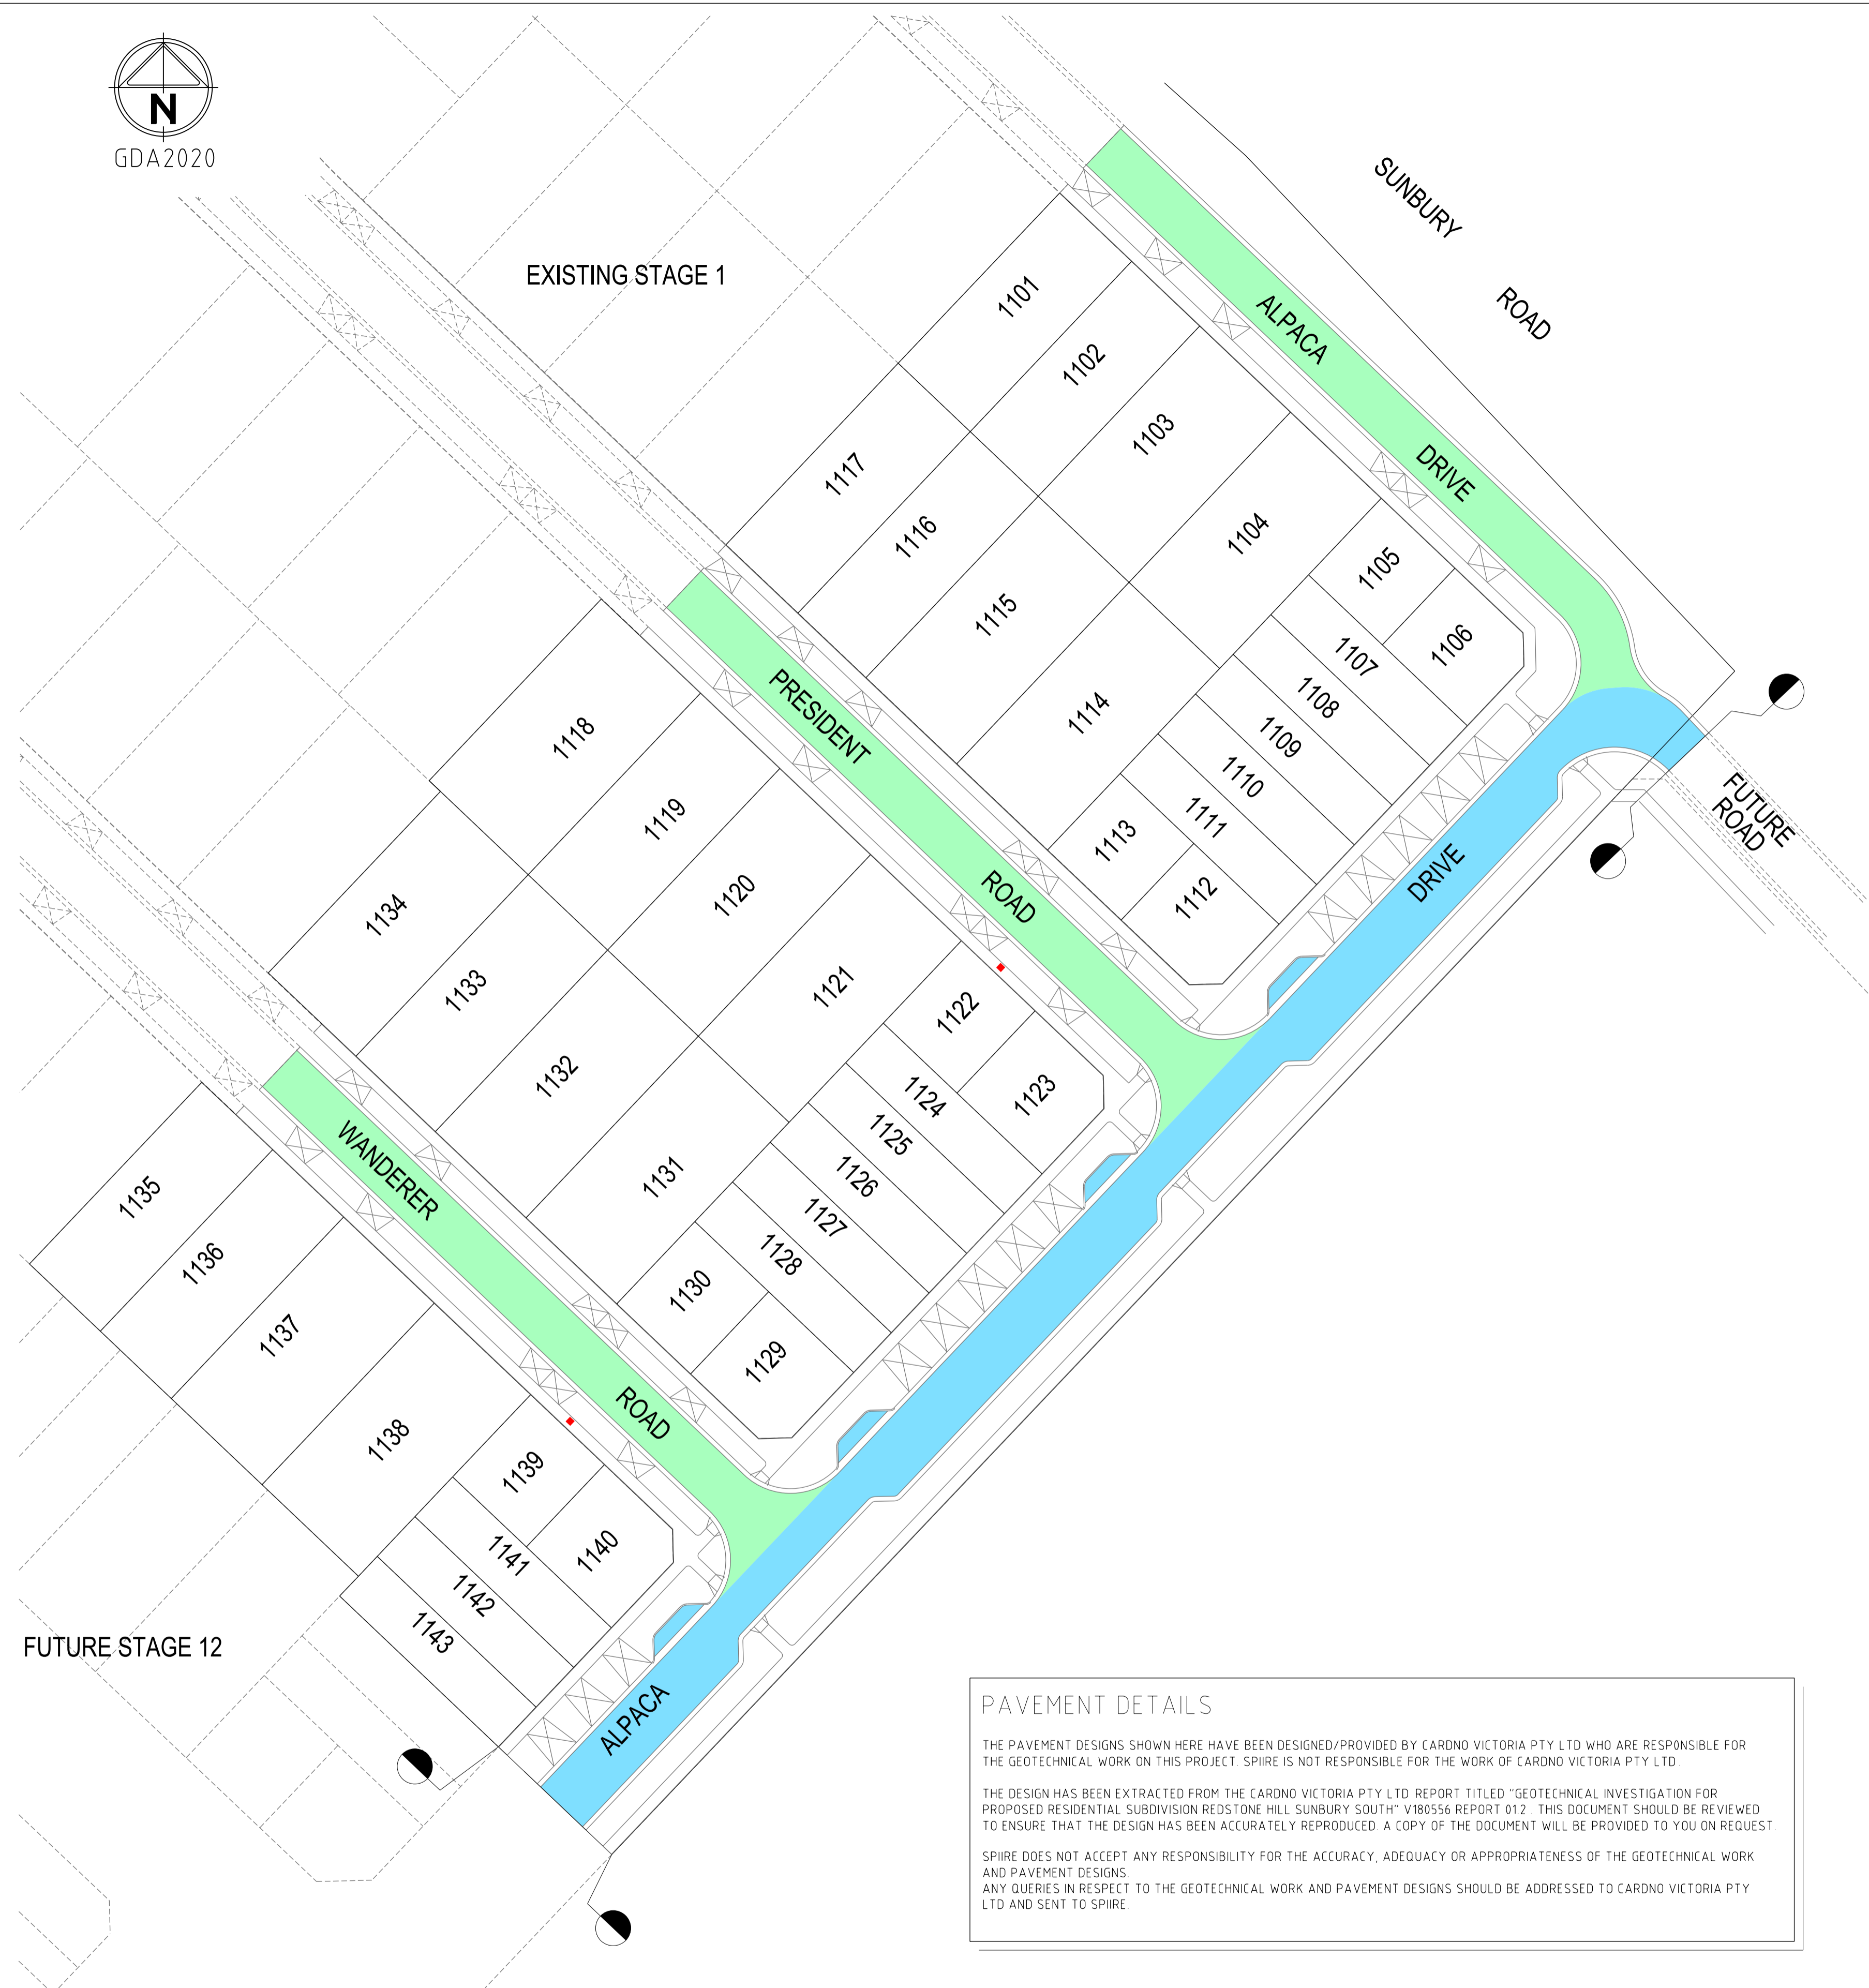 N
GDA2020
SUNBURY
ROAD
EXISTING STAGE 1
ALPACA
DRIVE
1101
1102
1103
1104
1105
1106
1107
1108
1109
1110
1111
1112
1113
1114
1115
1116
1117
PRESIDENT
ROAD
DRIVE
FUTURE
ROAD
1118
1119
1120
1121
1122
1123
1124
1125
1126
1127
1128
1129
1130
1131
1132
1133
1134
WANDERER
ROAD
1135
1136
1137
1138
1139
1140
1141
1142
1143
FUTURE STAGE 12
ALPACA
PAVEMENT DETAILS
THE PAVEMENT DESIGNS SHOWN HERE HAVE BEEN DESIGNED/PROVIDED BY CARDNO VICTORIA PTY LTD WHO ARE RESPONSIBLE FOR
THE GEOTECHNICAL WORK ON THIS PROJECT. SPIIRE IS NOT RESPONSIBLE FOR THE WORK OF CARDNO VICTORIA PTY LTD.
THE DESIGN HAS BEEN EXTRACTED FROM THE CARDNO VICTORIA PTY LTD REPORT TITLED "GEOTECHNICAL INVESTIGATION FOR
PROPOSED RESIDENTIAL SUBDIVISION REDSTONE HILL SUNBURY SOUTH" V180556 REPORT 01.2 . THIS DOCUMENT SHOULD BE REVIEWED
TO ENSURE THAT THE DESIGN HAS BEEN ACCURATELY REPRODUCED. A COPY OF THE DOCUMENT WILL BE PROVIDED TO YOU ON REQUEST.
SPIIRE DOES NOT ACCEPT ANY RESPONSIBILITY FOR THE ACCURACY, ADEQUACY OR APPROPRIATENESS OF THE GEOTECHNICAL WORK
AND PAVEMENT DESIGNS.
ANY QUERIES IN RESPECT TO THE GEOTECHNICAL WORK AND PAVEMENT DESIGNS SHOULD BE ADDRESSED TO CARDNO VICTORIA PTY
LTD AND SENT TO SPIIRE.